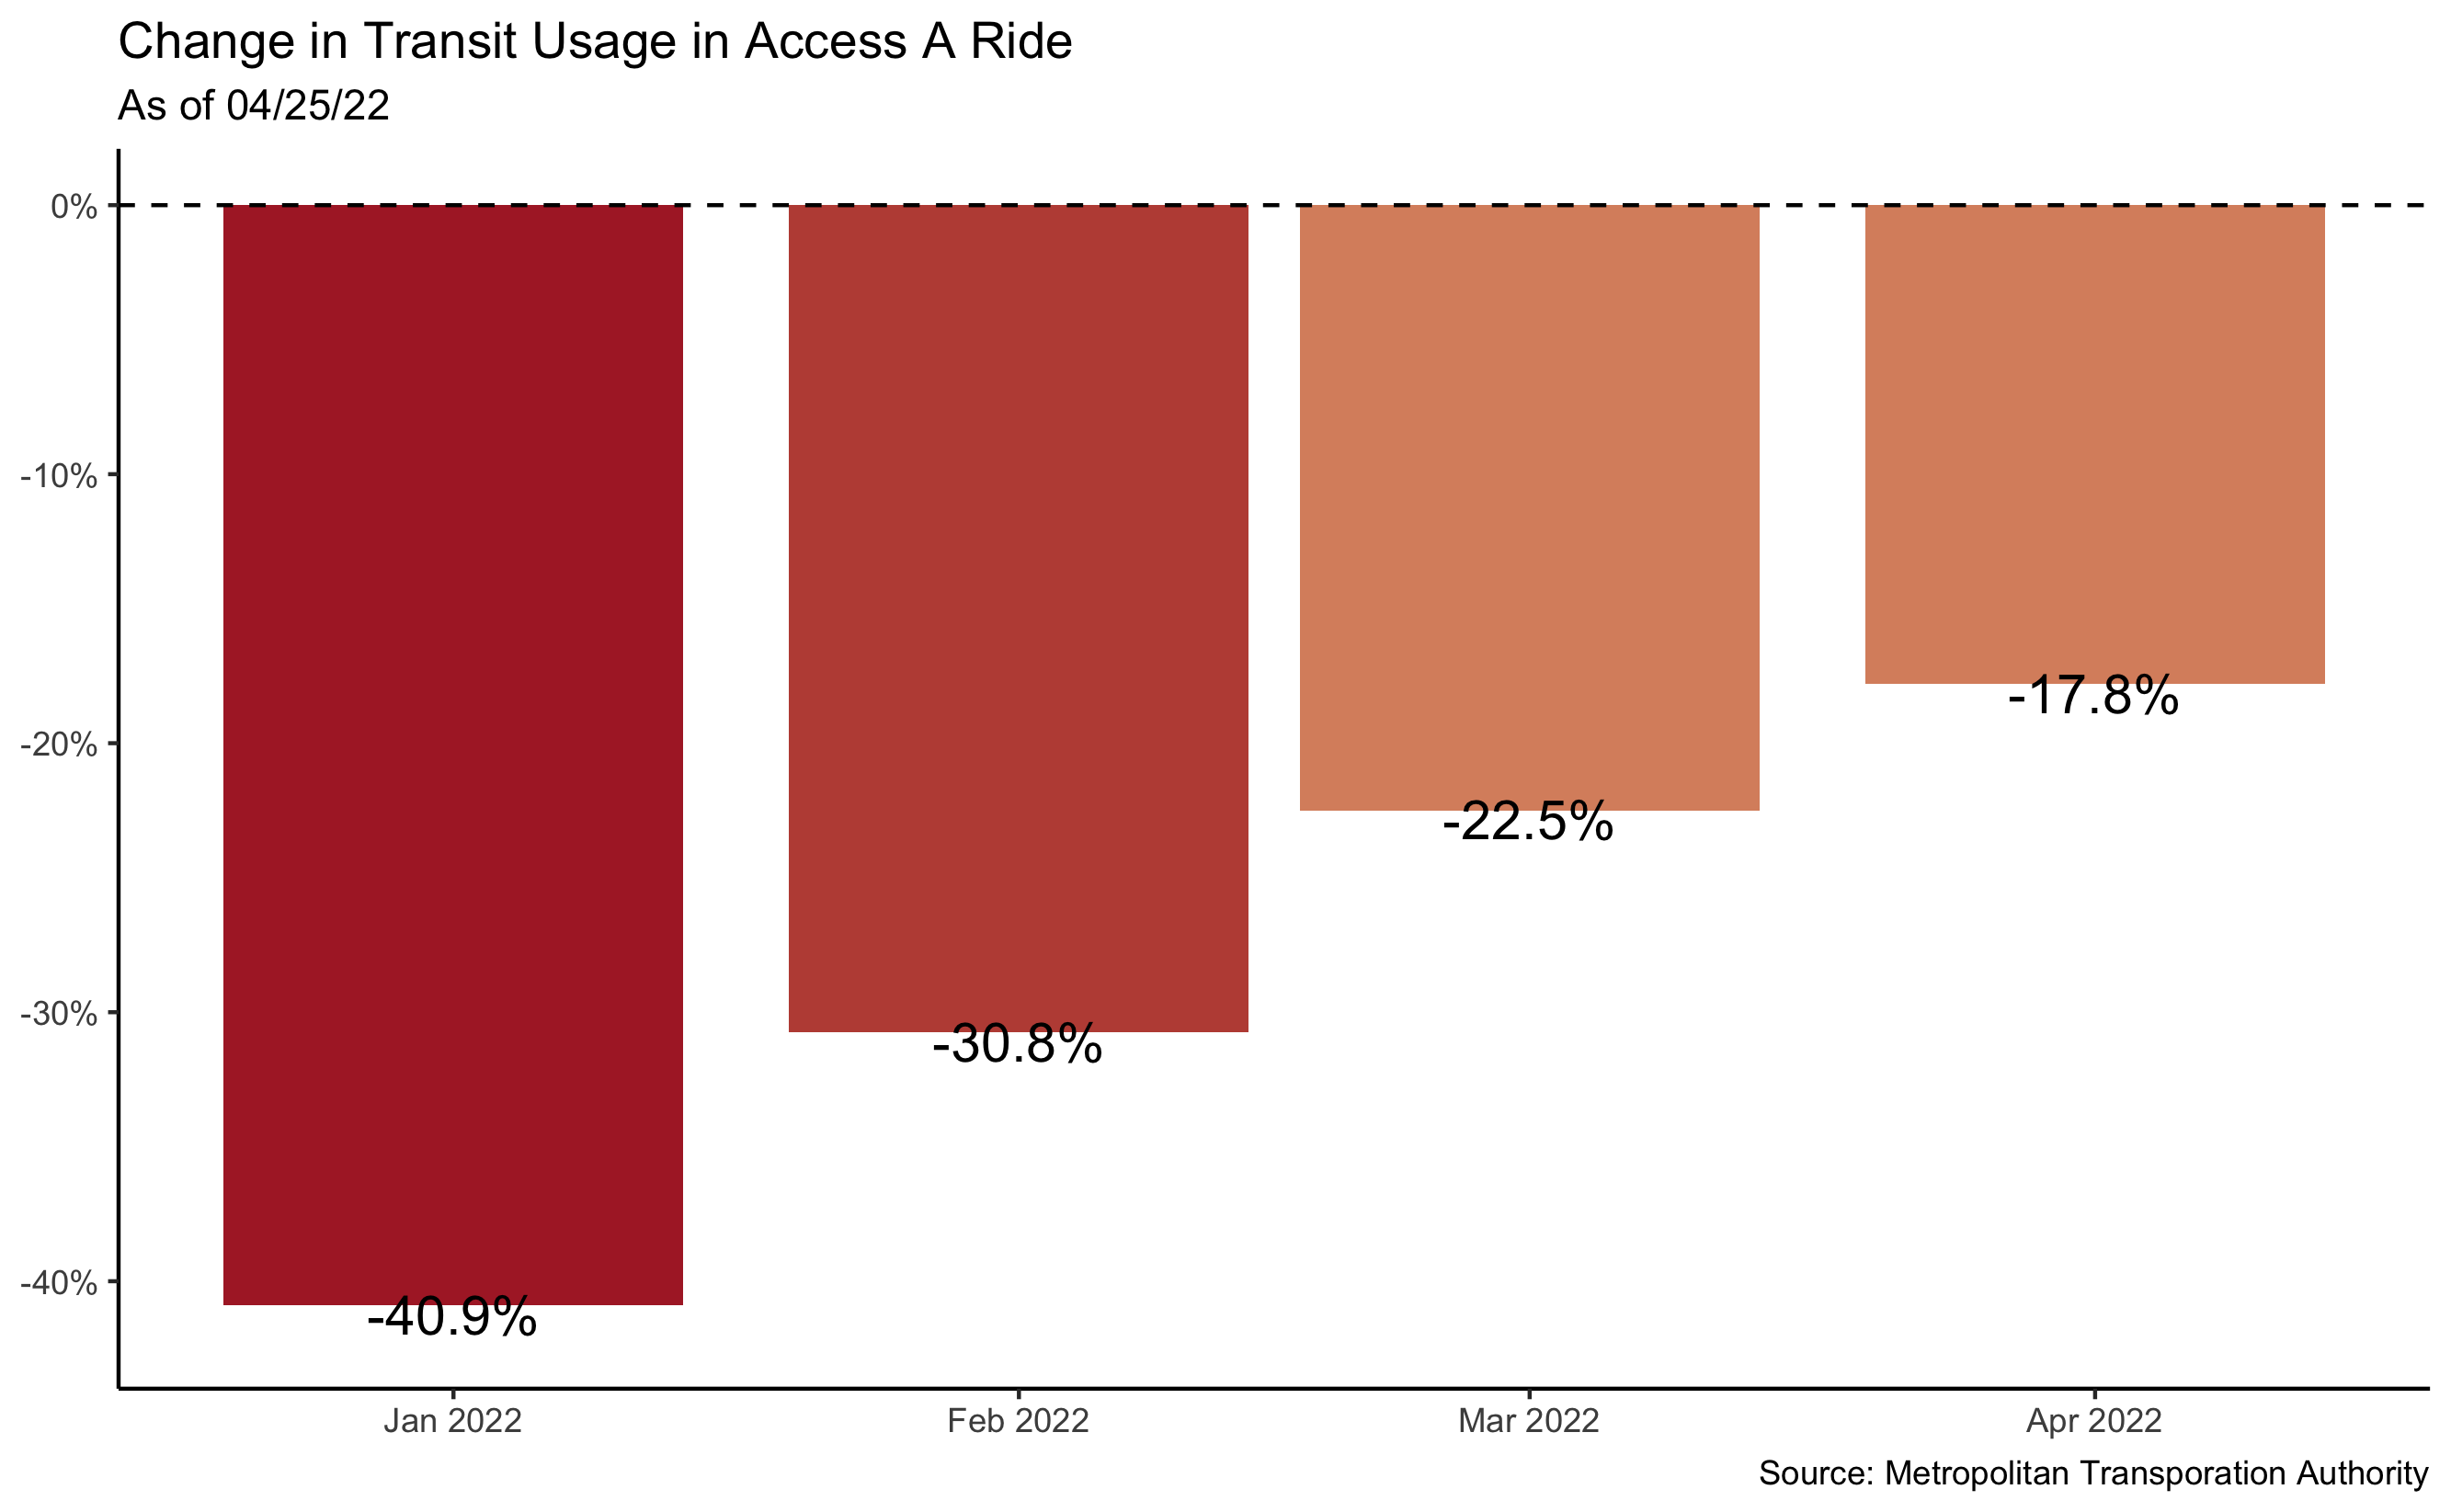 Change in Transit Usage in Access A Ride
As of 04/25/22
0%
-10%
-20%
-30%
-40%
-40.9%
-30.8%
-22.5%
-17.8%
Jan 2022
Feb 2022
Mar 2022
Apr 2022
Source: Metropolitan Transporation Authority